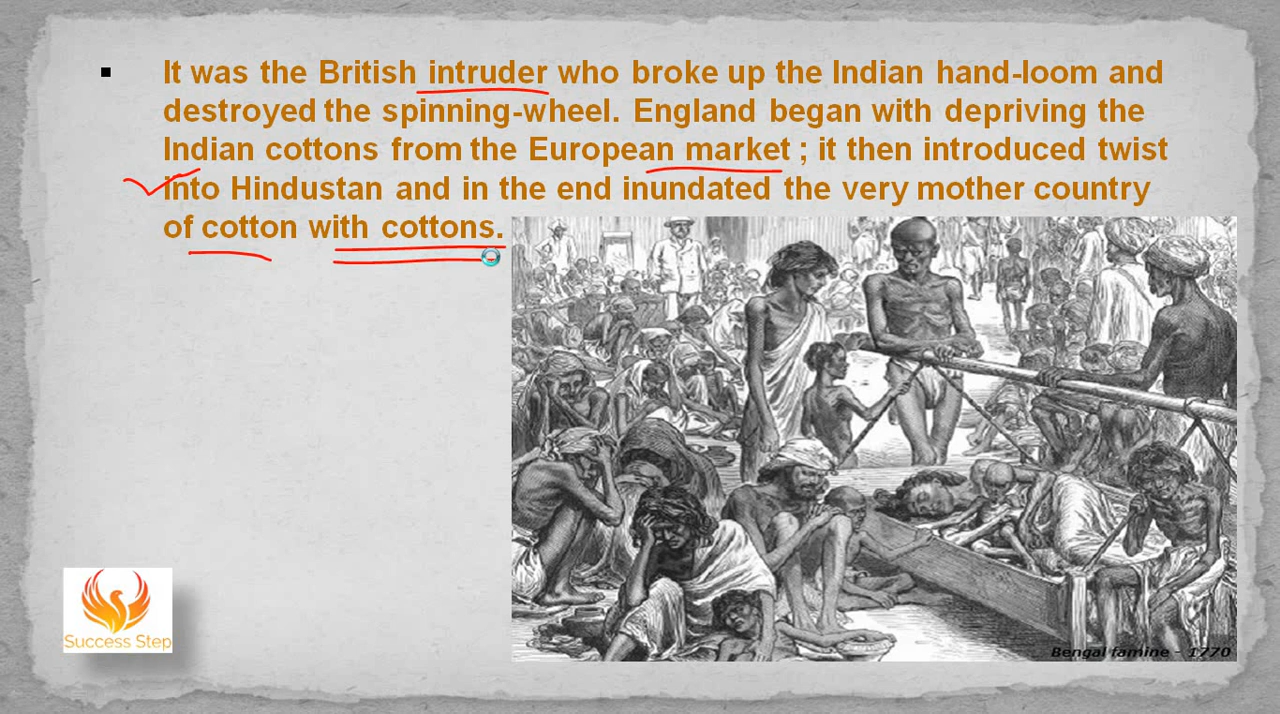 It was the British intruder who broke up the Indian hand-loom and
destroyed the spinning-wheel. England began with depriving the
Indian cottons from the European market ; it then introduced twist
into Hindustan and in the end inundated the very mother country
of cotton with cottons.
Success Step
Bengal famine - 1770